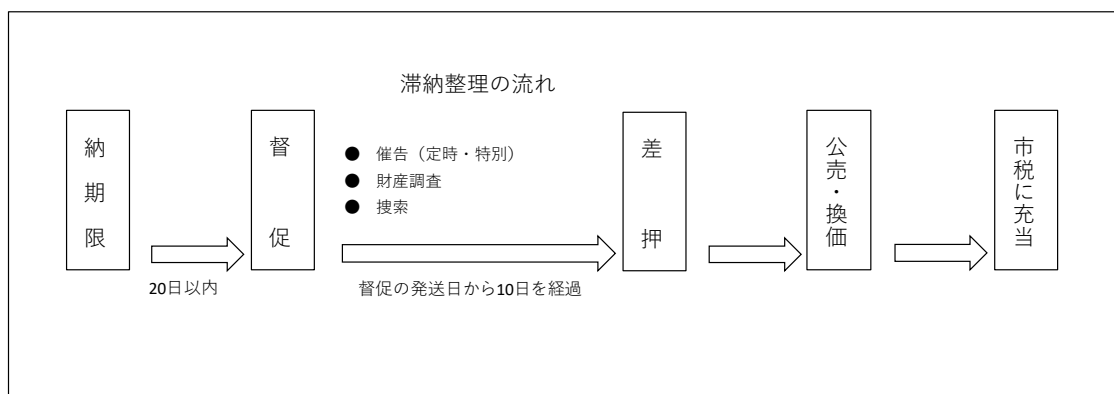 滞納整理の流れ
納期限
20日以内
督促
● 催告（定時・特別）
● 財産調査
● 捜索
督促の発送日から10日を経過
差押
公売・換価
市税に充当